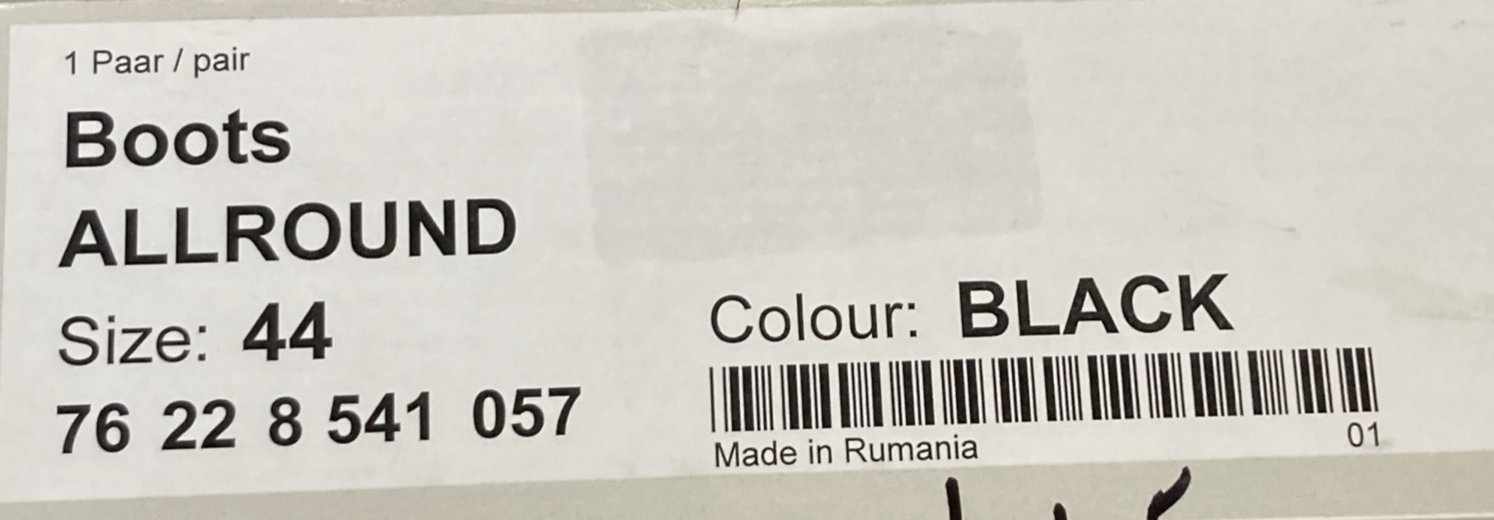 1 Paar / pair
Boots
ALLROUND
Size: 44
76 22 8 541 057
Colour: BLACK
Made in Rumania
01